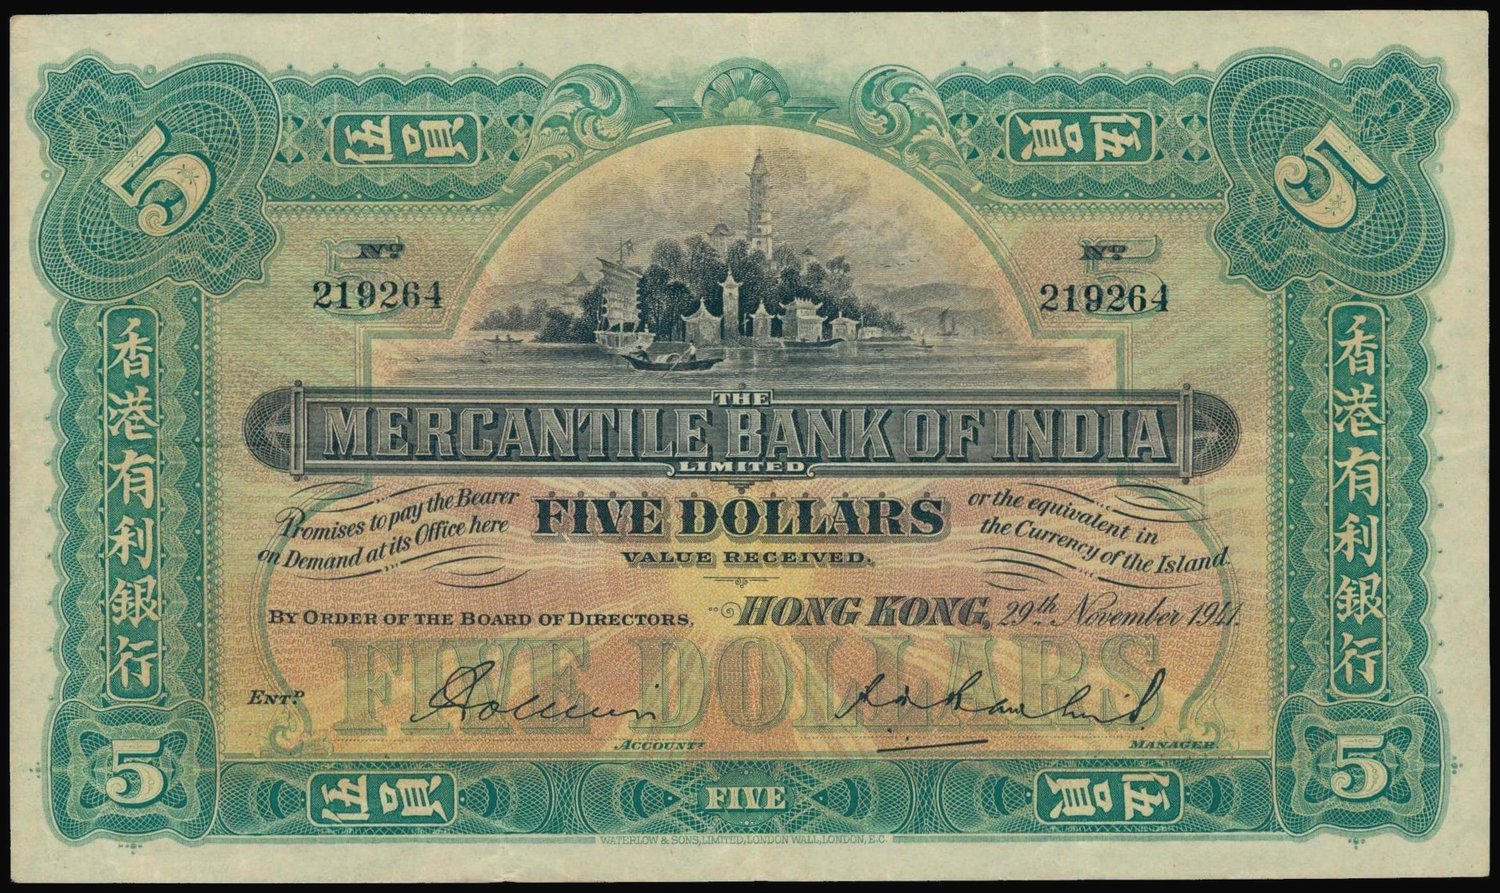 5
伍員
伍員
5
Nº
219264
5
Nº
219264
5
香港有利銀行
香港有利銀行
THE
MERCANTILE BANK OF INDIA
LIMITED
Promises to pay the Bearer
on Demand at its Office here
FIVE DOLLARS
VALUE RECEIVED.
or the equivalent in
the Currency of the Island.
BY ORDER OF THE BOARD OF DIRECTORS.
HONG KONG, 29th November 1941.
FIVE DOLLARS
ENTD.
ACCOUNTT
MANAGER.
5
伍員
FIVE
伍員
5
WATERLOW & SONS, LIMITED, LONDON WALL, LONDON, E.C.